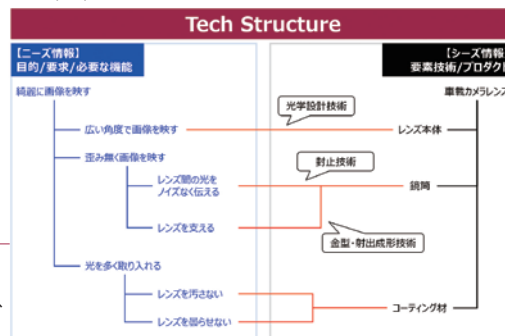 Tech Structure
【ニーズ情報】
目的/要求/必要な機能
【シーズ情報
要素技術/プロダクト
綺麗に画像を映す
車載カメラレンズ
光学設計技術
広い角度で画像を映す
レンズ本体
歪み無く画像を映す
封止技術
レンズ間の光を
ノイズなく伝える
鏡筒
レンズを支える
金型・射出成形技術
光を多く取り入れる
レンズを汚さない
コーティング材
レンズを曇らせない